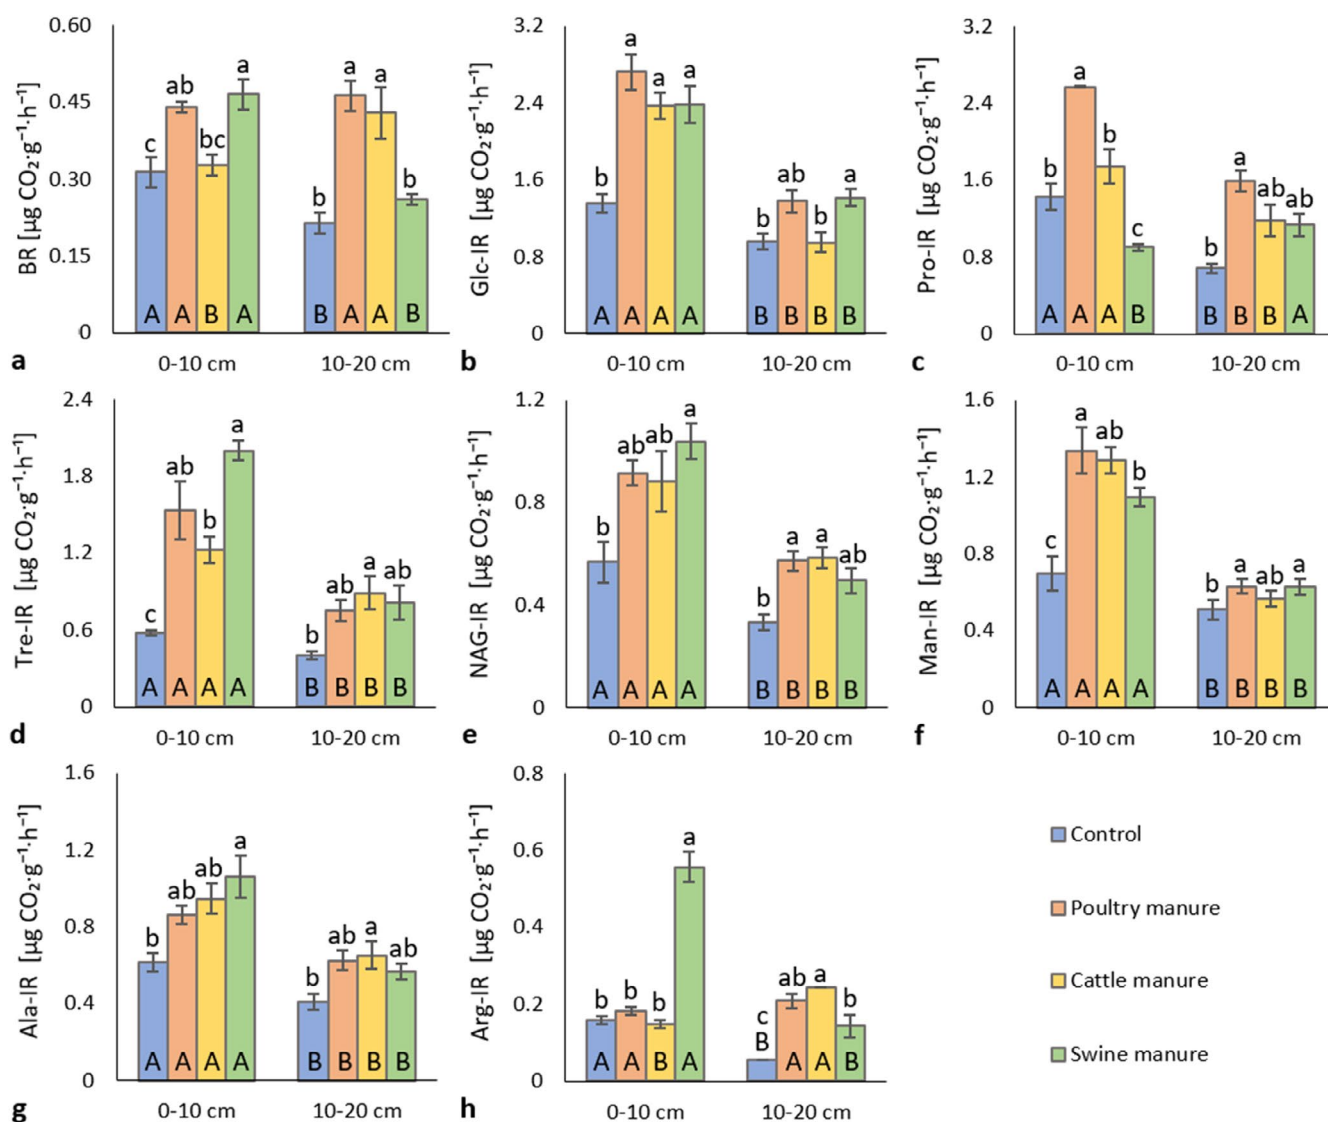 0.60
0.45
0.30
0.15
0
BR [µg CO₂·g⁻¹·h⁻¹]
c ab bc a
a a
b b
A A B A B A A B
0-10 cm 10-20 cm
a
3.2
2.4
1.6
0.8
0
Glc-IR [µg CO₂·g⁻¹·h⁻¹]
b a a a
b ab b a
A A A A B B B B
0-10 cm 10-20 cm
b
3.2
2.4
1.6
0.8
0
Pro-IR [µg CO₂·g⁻¹·h⁻¹]
b a b c
b a ab ab
A A A B B B B A
0-10 cm 10-20 cm
c
2.4
1.8
1.2
0.6
0
Tre-IR [µg CO₂·g⁻¹·h⁻¹]
c ab b a
b ab a ab
A A A A B B B B
0-10 cm 10-20 cm
d
1.2
0.8
0.4
0
NAG-IR [µg CO₂·g⁻¹·h⁻¹]
b ab ab a
b a a ab
A A A A B B B B
0-10 cm 10-20 cm
e
1.6
1.2
0.8
0.4
0
Man-IR [µg CO₂·g⁻¹·h⁻¹]
c a ab b
b a ab a
A A A A B B B B
0-10 cm 10-20 cm
f
1.6
1.2
0.8
0.4
0
Ala-IR [µg CO₂·g⁻¹·h⁻¹]
b ab ab a
b ab a ab
A A A A B B B B
0-10 cm 10-20 cm
g
0.8
0.6
0.4
0.2
0
Arg-IR [µg CO₂·g⁻¹·h⁻¹]
b b b a
c ab a b
A A B A B A A B
0-10 cm 10-20 cm
h
Control
Poultry manure
Cattle manure
Swine manure